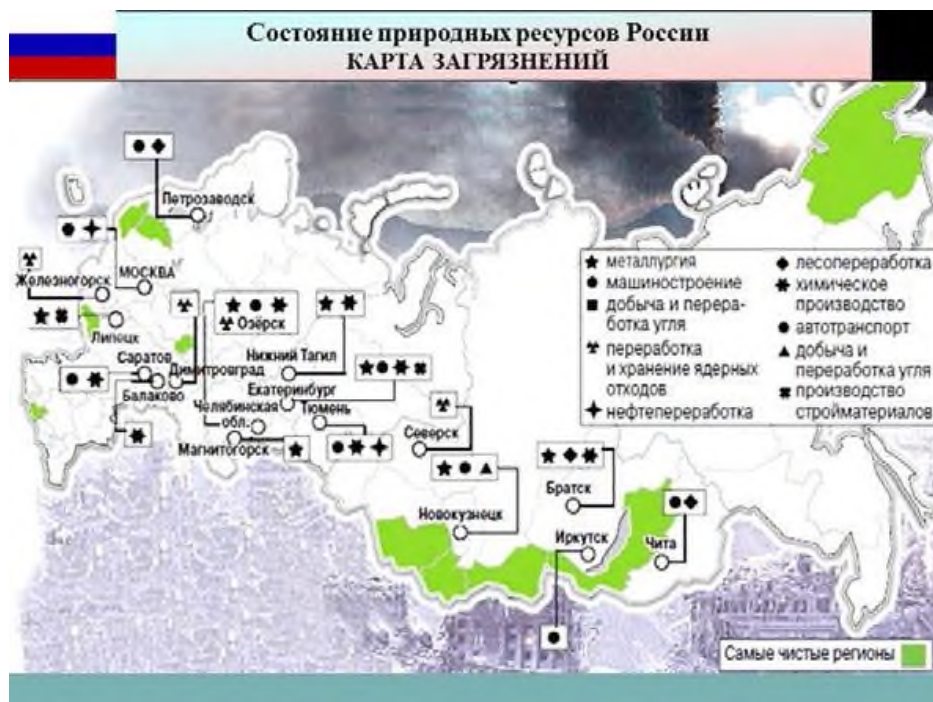 Состояние природных ресурсов России
КАРТА ЗАГРЯЗНЕНИЙ
Петрозаводск
Железногорск
МОСКВА
Липецк
Озёрск
Саратов
Димитровград
Балаково
Нижний Тагил
Екатеринбург
Челябинская
обл.
Тюмень
Магнитогорск
Северск
Новокузнецк
Братск
Иркутск
Чита
металлургия
машиностроение
добыча и перера-
ботка угля
переработка
и хранение ядерных
отходов
нефтепереработка
лесопереработка
химическое
производство
автотранспорт
добыча и
переработка угля
производство
стройматериалов
Самые чистые регионы